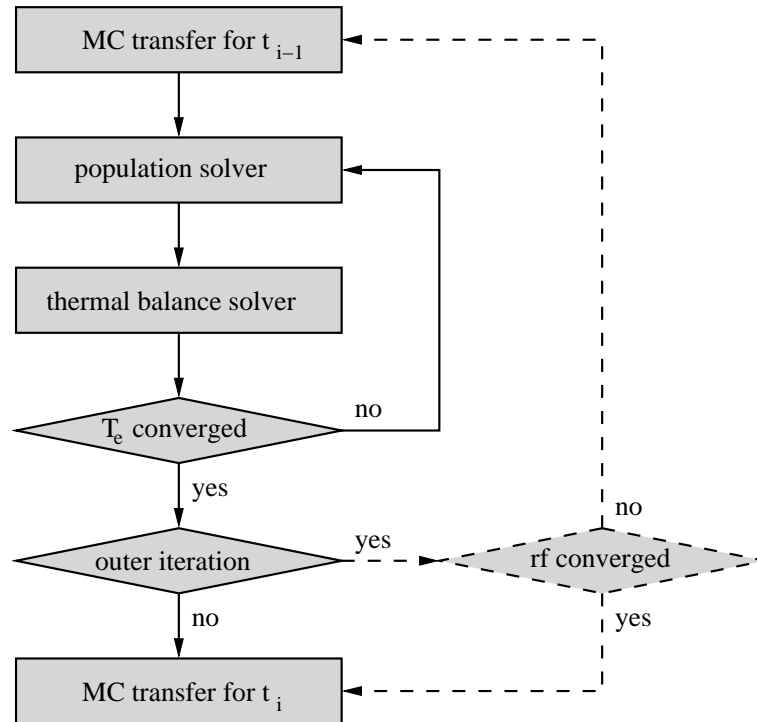 MC transfer for t i−1
population solver
thermal balance solver
no
Te converged
yes
no
outer iteration
yes
rf converged
no
yes
MC transfer for t i